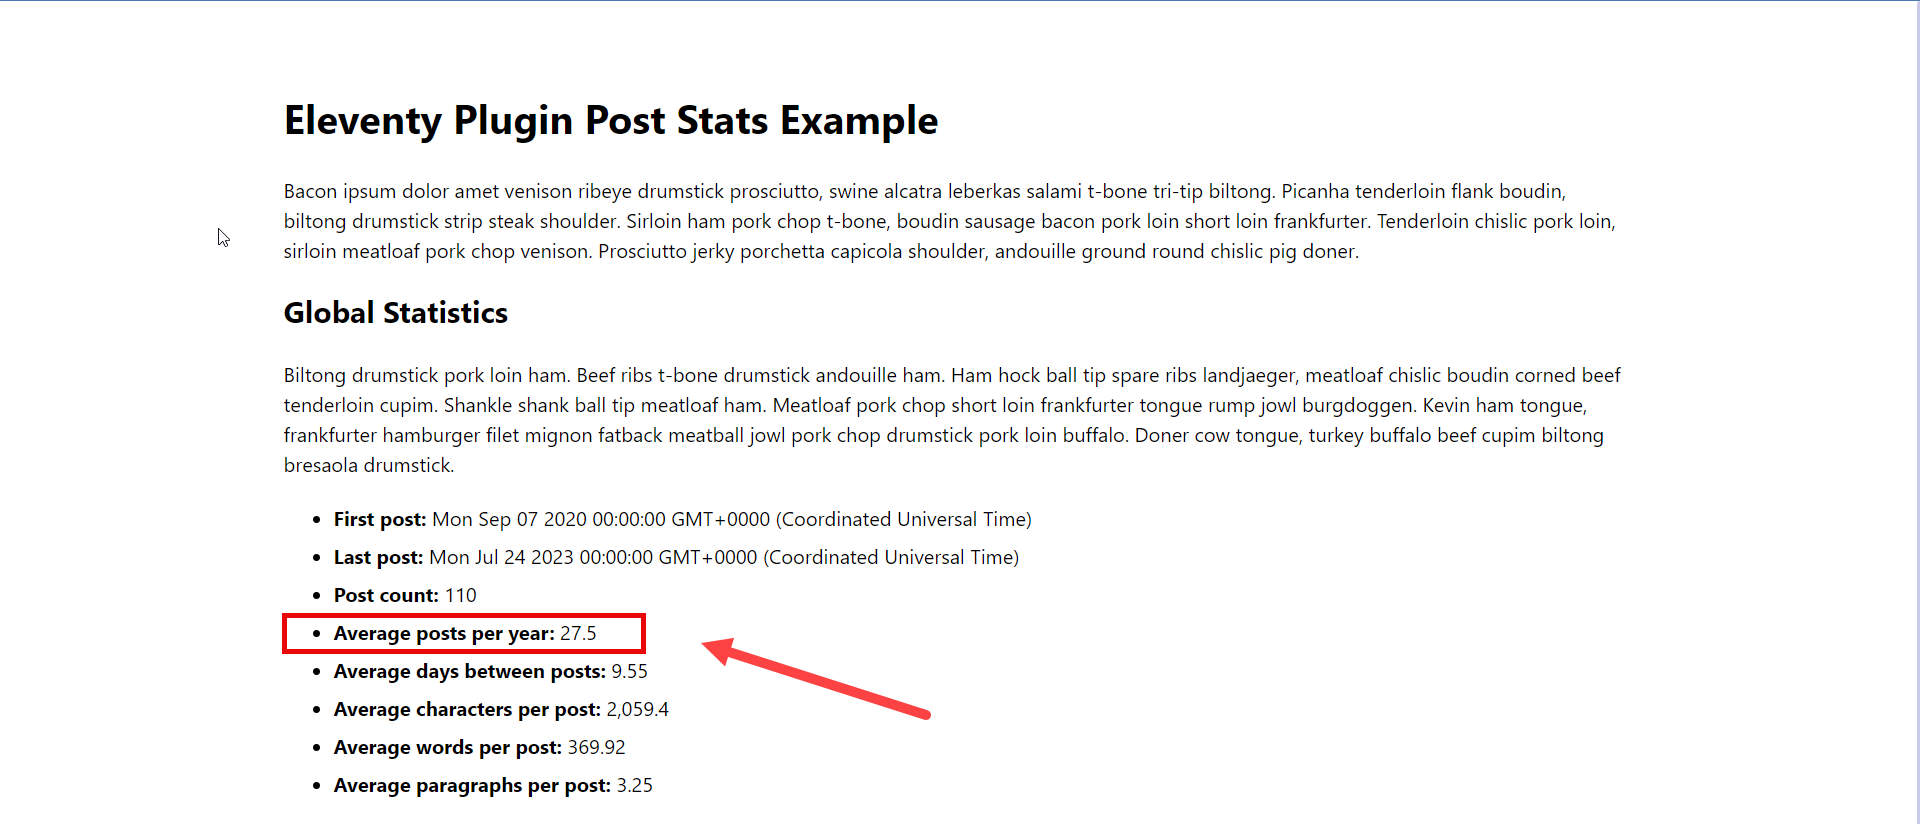 Eleventy Plugin Post Stats Example
Bacon ipsum dolor amet venison ribeye drumstick prosciutto, swine alcatra leberkas salami t-bone tri-tip biltong. Picanha tenderloin flank boudin,
biltong drumstick strip steak shoulder. Sirloin ham pork chop t-bone, boudin sausage bacon pork loin short loin frankfurter. Tenderloin chislic pork loin,
sirloin meatloaf pork chop venison. Prosciutto jerky porchetta capicola shoulder, andouille ground round chislic pig doner.
Global Statistics
Biltong drumstick pork loin ham. Beef ribs t-bone drumstick andouille ham. Ham hock ball tip spare ribs landjaeger, meatloaf chislic boudin corned beef
tenderloin cupim. Shankle shank ball tip meatloaf ham. Meatloaf pork chop short loin frankfurter tongue rump jowl burgdoggen. Kevin ham tongue,
frankfurter hamburger filet mignon fatback meatball jowl pork chop drumstick pork loin buffalo. Doner cow tongue, turkey buffalo beef cupim biltong
bresaola drumstick.
• First post: Mon Sep 07 2020 00:00:00 GMT+0000 (Coordinated Universal Time)
• Last post: Mon Jul 24 2023 00:00:00 GMT+0000 (Coordinated Universal Time)
• Post count: 110
• Average posts per year: 27.5
• Average days between posts: 9.55
• Average characters per post: 2,059.4
• Average words per post: 369.92
• Average paragraphs per post: 3.25